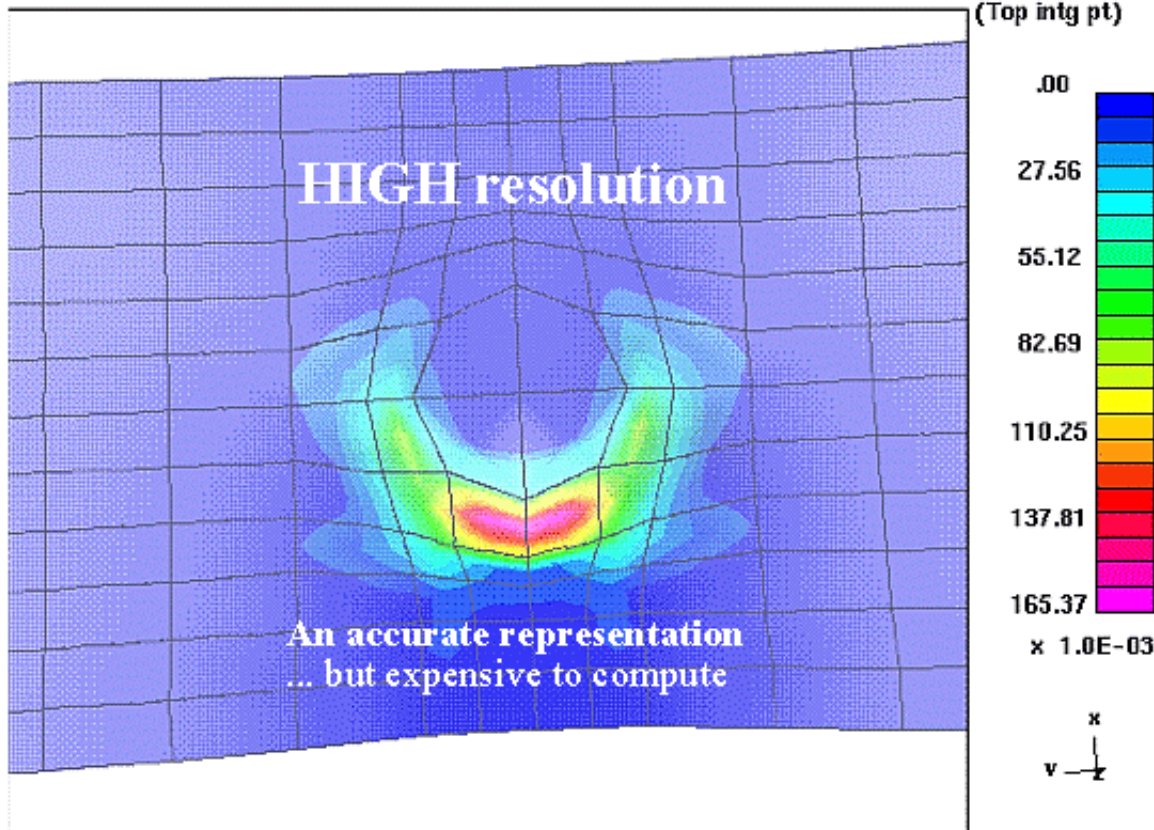 (Top intg pt)
.00
27.56
55.12
82.69
110.25
137.81
165.37
x 1.0E-03
HIGH resolution
An accurate representation
... but expensive to compute
x
Y
z